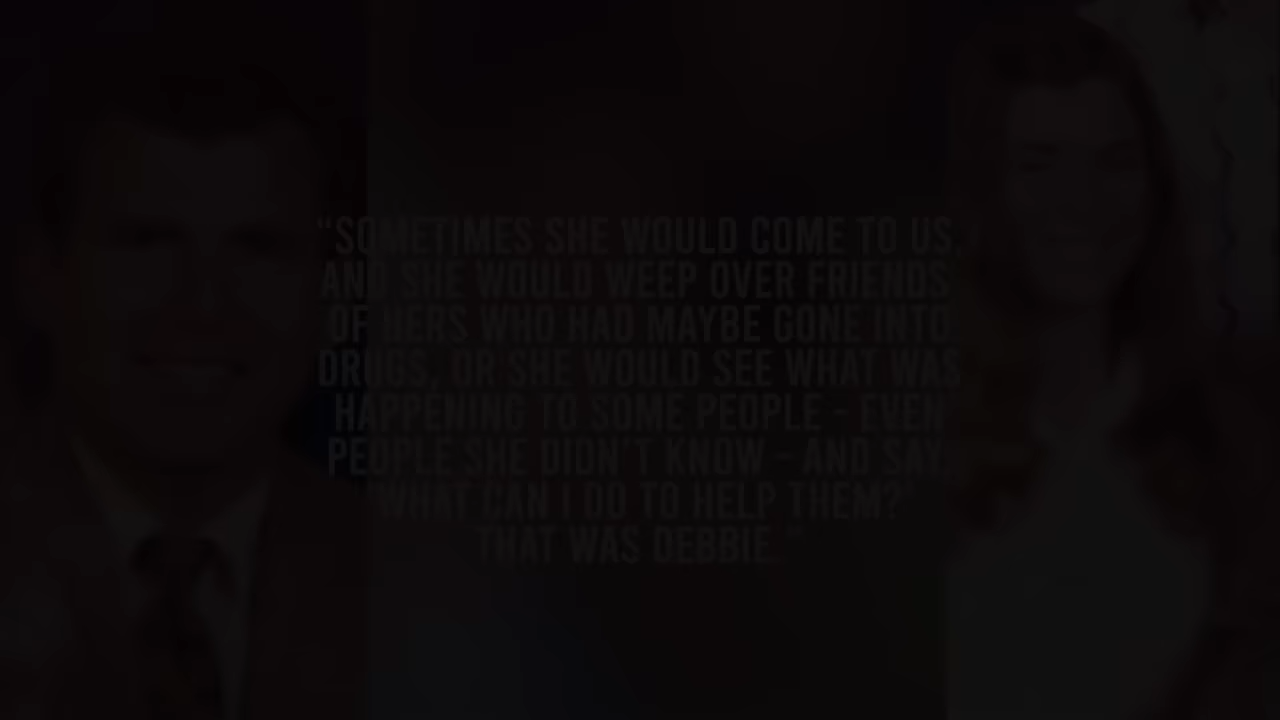 "SOMETIMES SHE WOULD COME TO US,
AND SHE WOULD WEEP OVER FRIENDS
OF HERS WHO HAD MAYBE GONE INTO
DRUGS, OR SHE WOULD SEE WHAT WAS
HAPPENING TO SOME PEOPLE - EVEN
PEOPLE SHE DIDN'T KNOW - AND SAY,
'WHAT CAN I DO TO HELP THEM?'
THAT WAS DEBBIE."